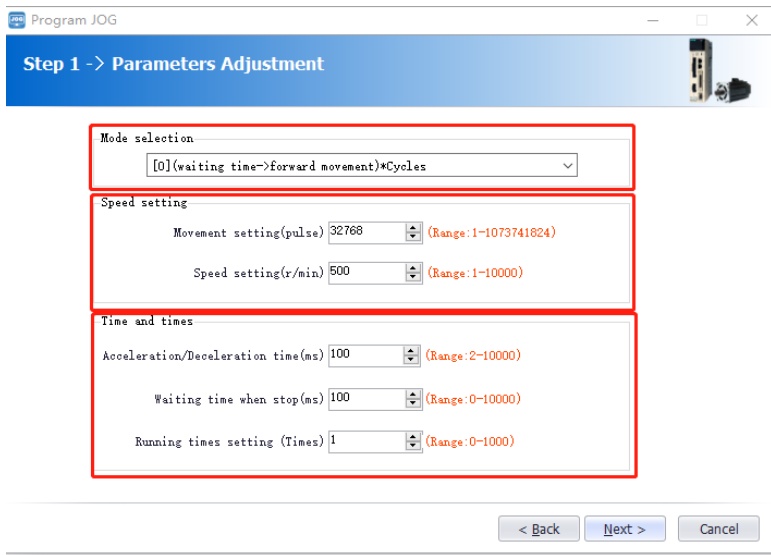 Program JOG
Step 1 -> Parameters Adjustment
Mode selection
[0](waiting time->forward movement)*Cycles
Speed setting
Movement setting(pulse) 32768 (Range:1-1073741824)
Speed setting(r/min) 500 (Range:1-10000)
Time and times
Acceleration/Deceleration time(ms) 100 (Range:2-10000)
Waiting time when stop(ms) 100 (Range:0-10000)
Running times setting (Times) 1 (Range:0-1000)
< Back Next > Cancel